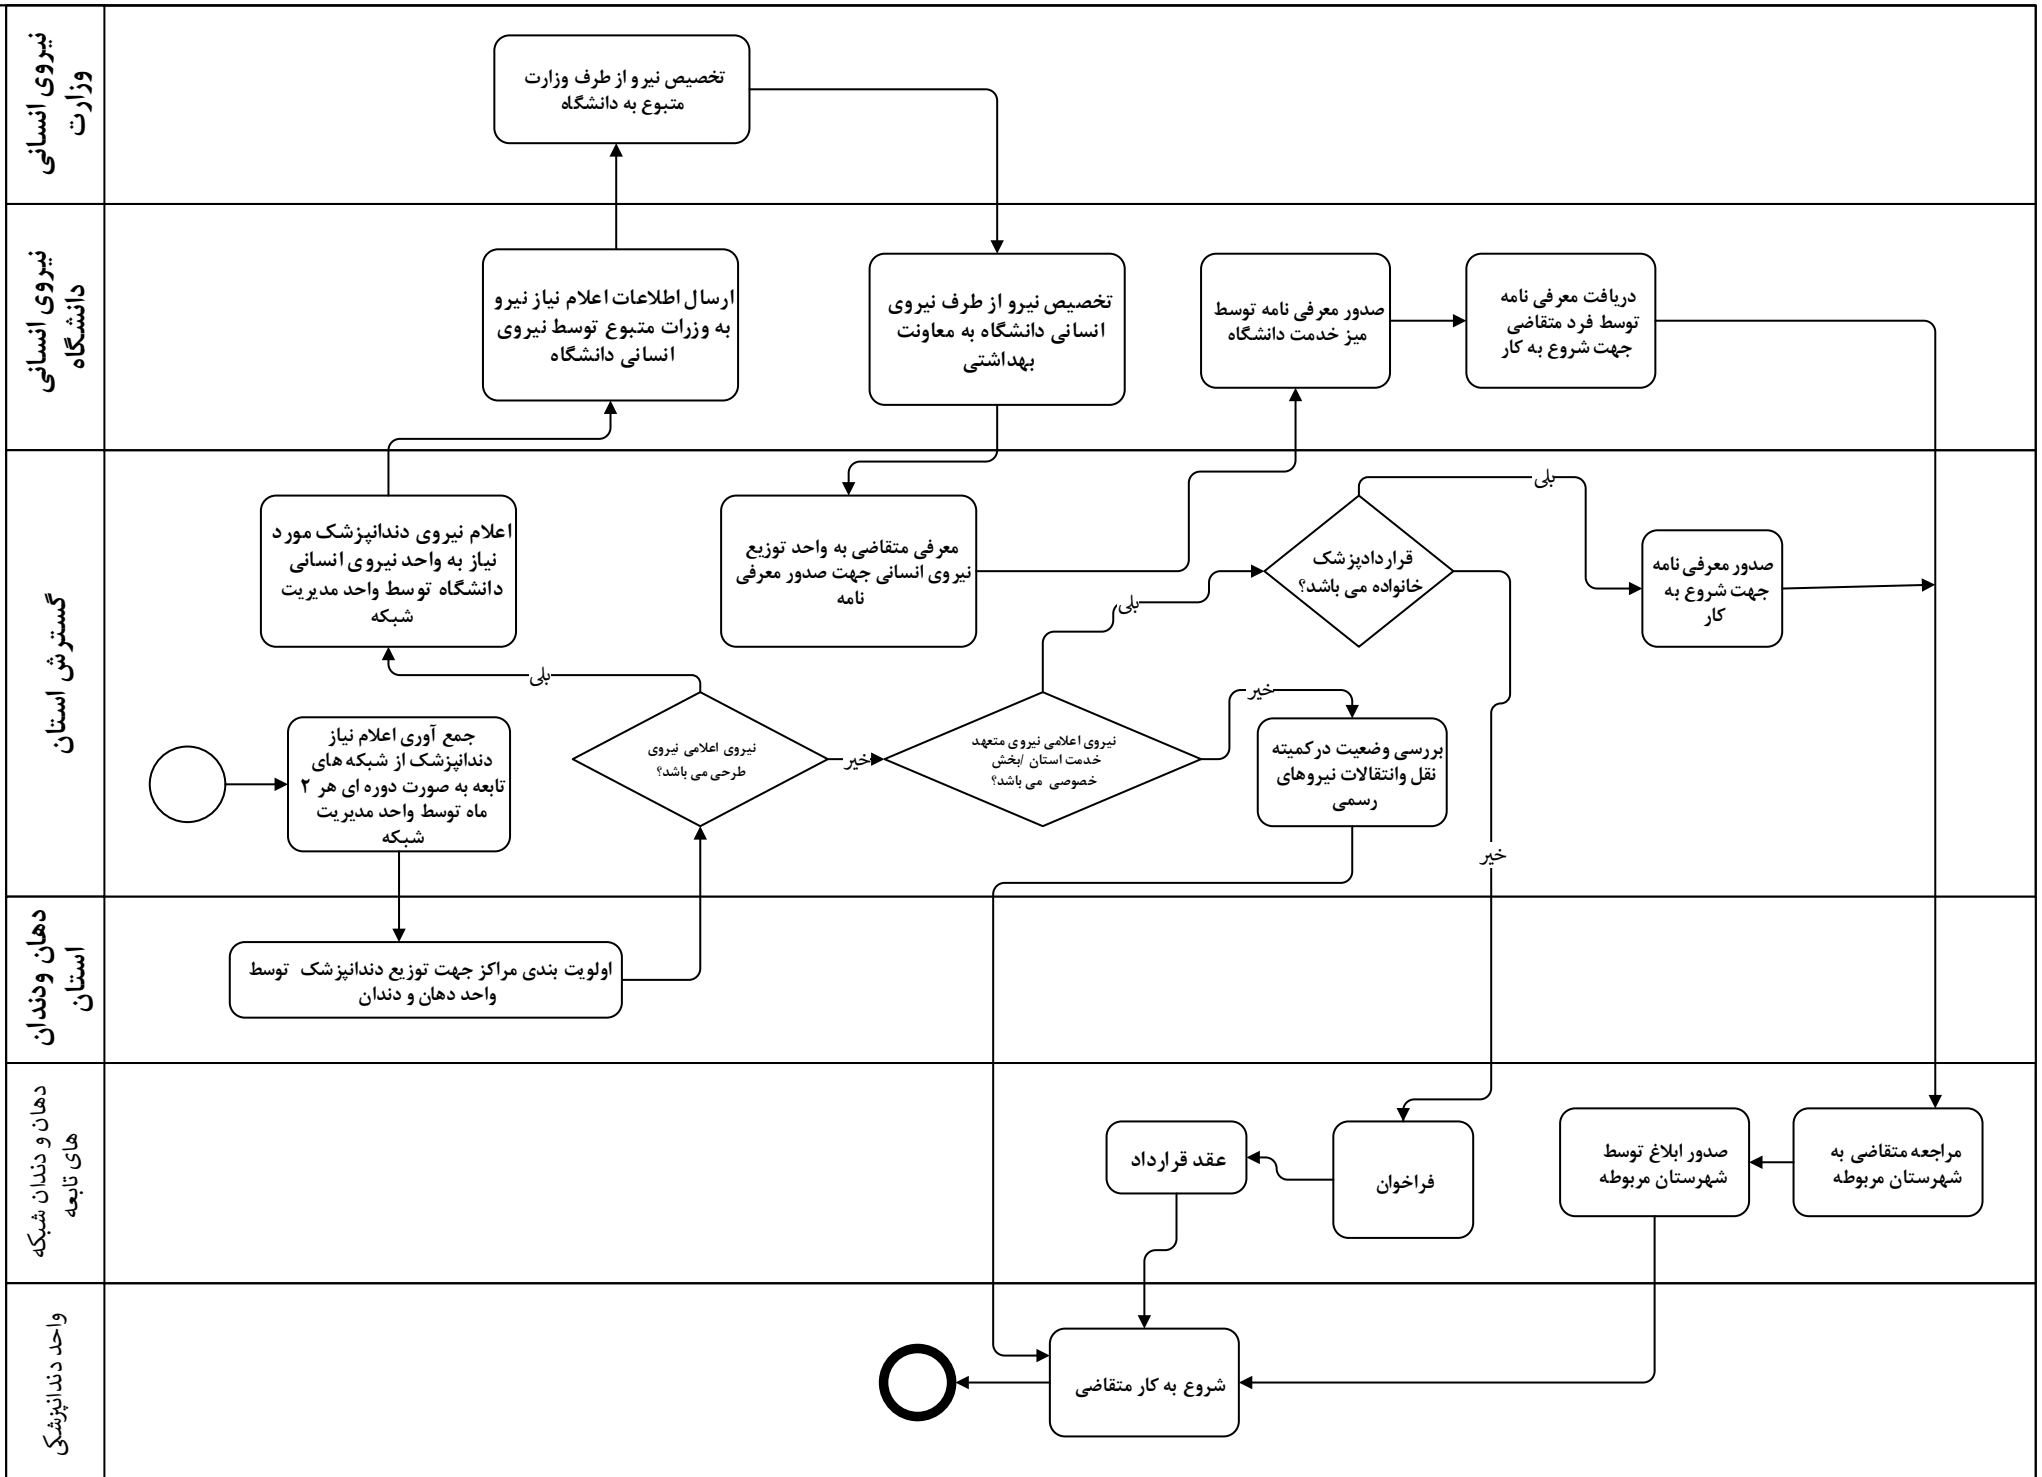 نیروی انسانی
وزارت
تخصیص نیرو از طرف وزارت
متبوع به دانشگاه
نیروی انسانی
دانشگاه
ارسال اطلاعات اعلام نیاز نیرو
به وزرات متبوع توسط نیروی
انسانی دانشگاه
تخصیص نیرو از طرف نیروی
انسانی دانشگاه به معاونت
بهداشتی
صدور معرفی نامه توسط
میز خدمت دانشگاه
دریافت معرفی نامه
توسط فرد متقاضی
جهت شروع به کار
گسترش استان
اعلام نیروی دندانپزشک مورد
نیاز به واحد نیروی انسانی
دانشگاه توسط واحد مدیریت
شبکه
معرفی متقاضی به واحد توزیع
نیروی انسانی جهت صدور معرفی
نامه
قراردادپزشک
خانواده می باشد؟
بلی
صدور معرفی نامه
جهت شروع به
کار
بلی
بلی
جمع آوری اعلام نیاز
دندانپزشک از شبکه های
تابعه به صورت دوره ای هر ۲
ماه توسط واحد مدیریت
شبکه
نیروی اعلامی نیروی
طرحی می باشد؟
خیر
نیروی اعلامی نیروی متعهد
خدمت استان /بخش
خصوصی می باشد؟
خیر
بررسی وضعیت درکمیته
نقل وانتقالات نیروهای
رسمی
خیر
دهان ودندان
استان
اولویت بندی مراکز جهت توزیع دندانپزشک توسط
واحد دهان و دندان
دهان و دندان شبکه
های تابعه
عقد قرارداد
فراخوان
صدور ابلاغ توسط
شهرستان مربوطه
مراجعه متقاضی به
شهرستان مربوطه
واحد دندانپزشکی
شروع به کار متقاضی